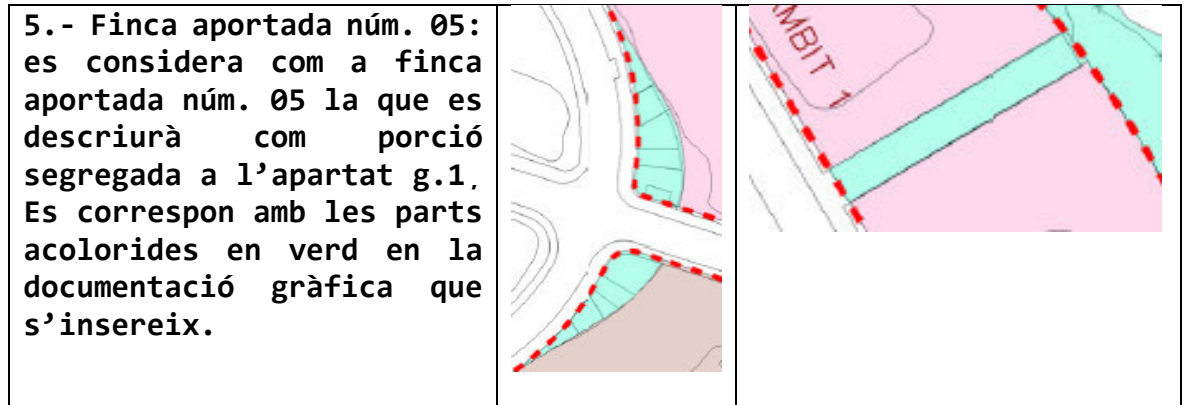 5.- Finca aportada núm. 05:
es considera com a finca
aportada núm. 05 la que es
descriurà com porció
segregada a l’apartat g.1,
Es correspon amb les parts
acolorides en verd en la
documentació gràfica que
s’insereix.
ÀMBIT 1